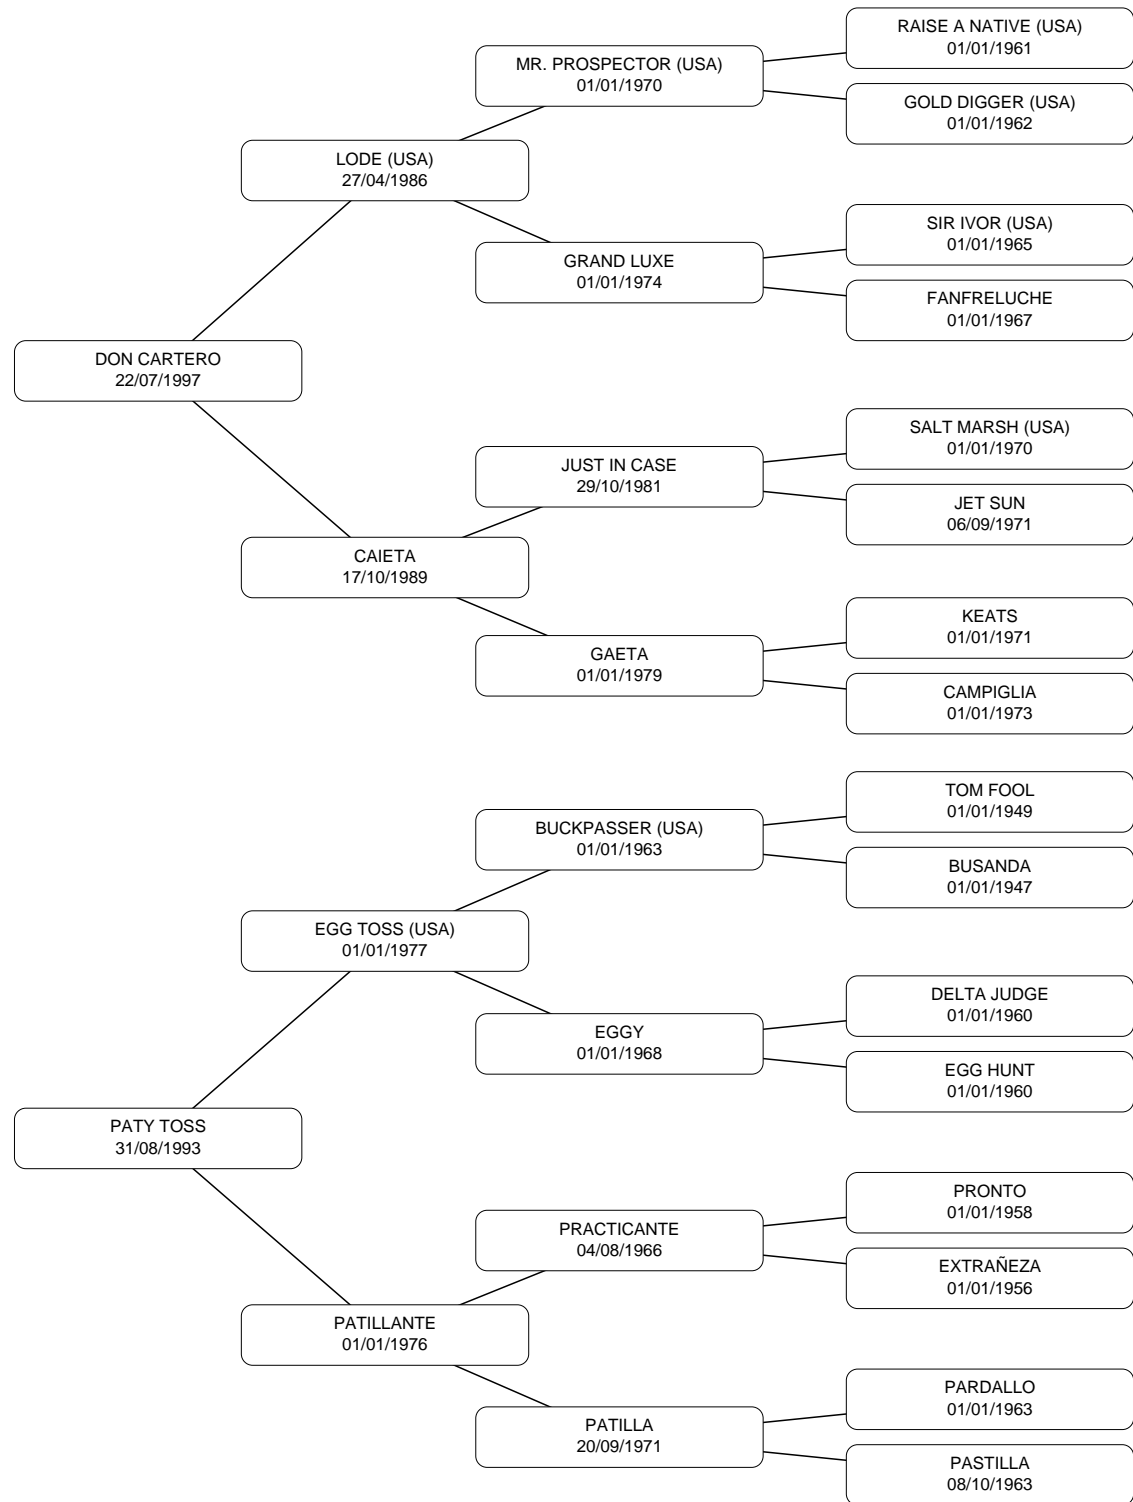 RAISE A NATIVE (USA)
01/01/1961
MR. PROSPECTOR (USA)
01/01/1970
GOLD DIGGER (USA)
01/01/1962
LODE (USA)
27/04/1986
SIR IVOR (USA)
01/01/1965
GRAND LUXE
01/01/1974
FANFRELUCHE
01/01/1967
DON CARTERO
22/07/1997
SALT MARSH (USA)
01/01/1970
JUST IN CASE
29/10/1981
JET SUN
06/09/1971
CAIETA
17/10/1989
KEATS
01/01/1971
GAETA
01/01/1979
CAMPIGLIA
01/01/1973
TOM FOOL
01/01/1949
BUCKPASSER (USA)
01/01/1963
BUSANDA
01/01/1947
EGG TOSS (USA)
01/01/1977
DELTA JUDGE
01/01/1960
EGGY
01/01/1968
EGG HUNT
01/01/1960
PATY TOSS
31/08/1993
PRONTO
01/01/1958
PRACTICANTE
04/08/1966
EXTRAÑEZA
01/01/1956
PATILLANTE
01/01/1976
PARDALLO
01/01/1963
PATILLA
20/09/1971
PASTILLA
08/10/1963